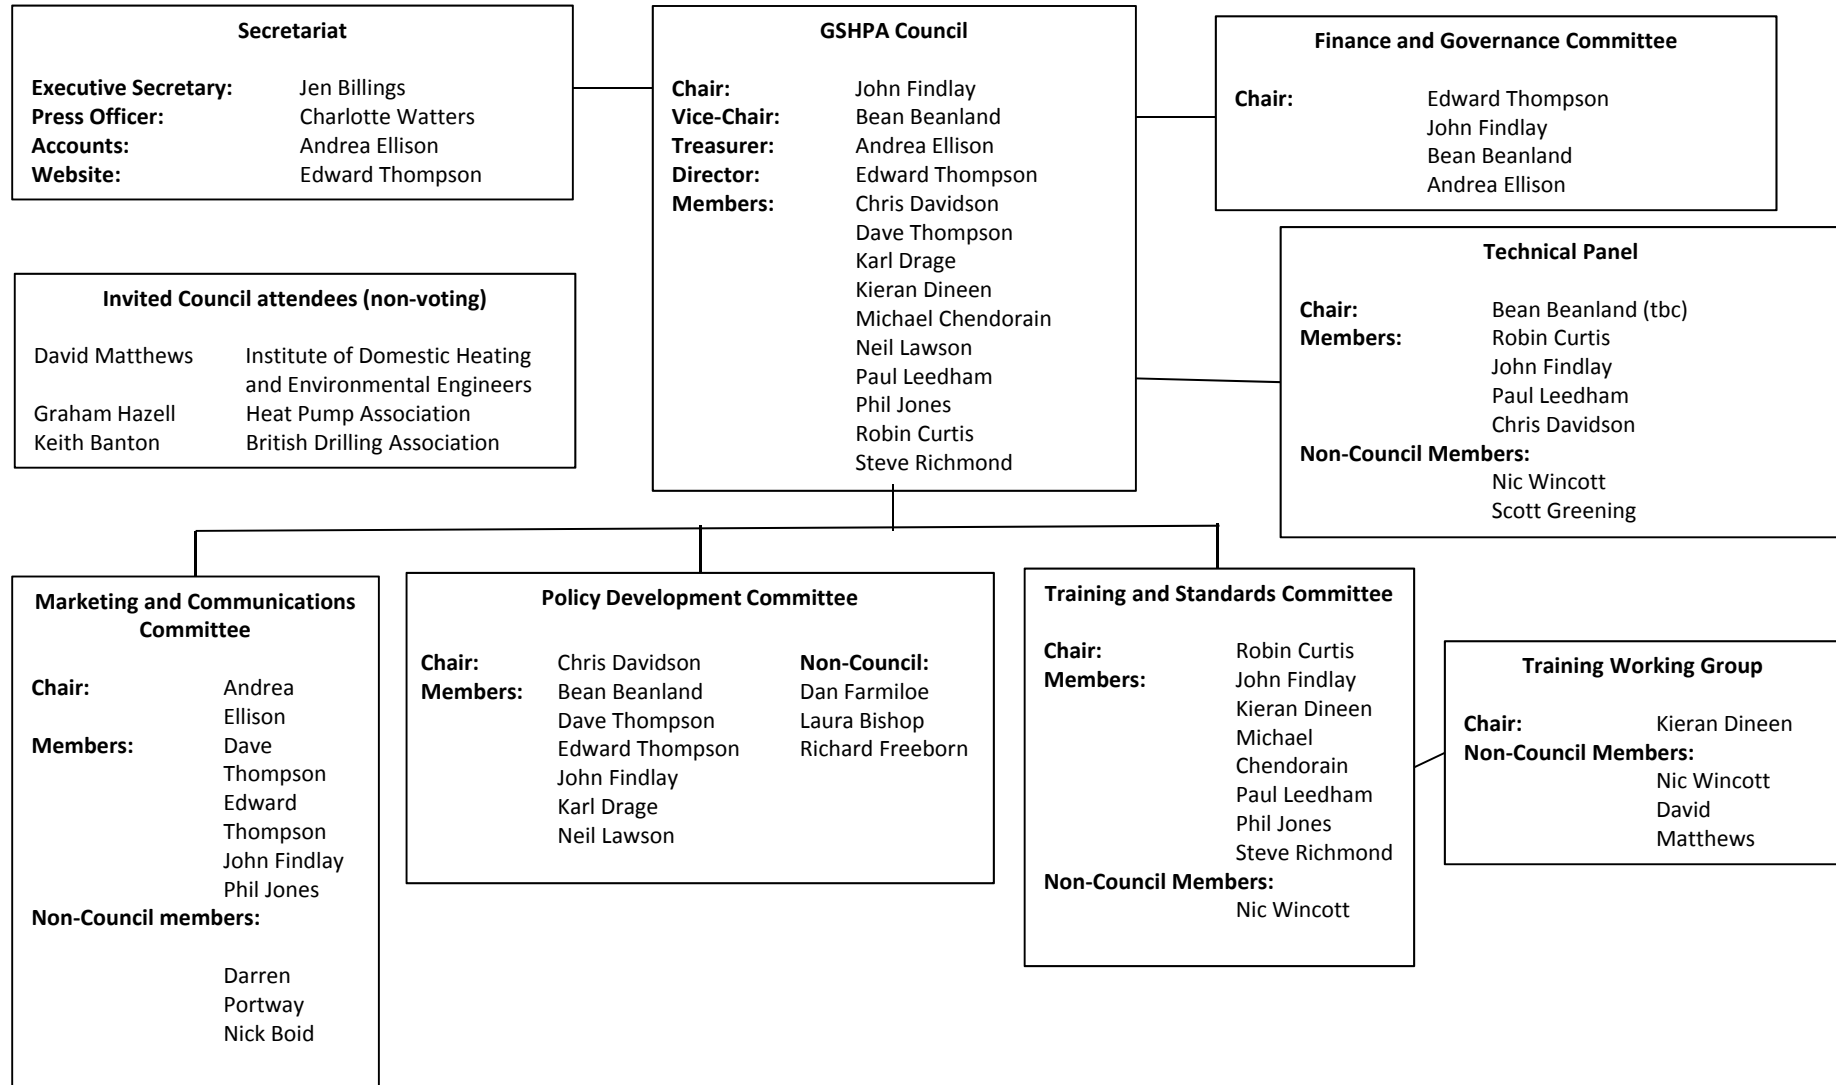 Secretariat
Executive Secretary: Jen Billings
Press Officer: Charlotte Watters
Accounts: Andrea Ellison
Website: Edward Thompson
GSHPA Council
Chair: John Findlay
Vice-Chair: Bean Beanland
Treasurer: Andrea Ellison
Director: Edward Thompson
Members: Chris Davidson
Dave Thompson
Karl Drage
Kieran Dineen
Michael Chendorain
Neil Lawson
Paul Leedham
Phil Jones
Robin Curtis
Steve Richmond
Finance and Governance Committee
Chair: Edward Thompson
John Findlay
Bean Beanland
Andrea Ellison
Invited Council attendees (non-voting)
David Matthews Institute of Domestic Heating
and Environmental Engineers
Graham Hazell Heat Pump Association
Keith Banton British Drilling Association
Technical Panel
Chair: Bean Beanland (tbc)
Members: Robin Curtis
John Findlay
Paul Leedham
Chris Davidson
Non-Council Members:
Nic Wincott
Scott Greening
Marketing and Communications
Committee
Chair: Andrea
Ellison
Members: Dave
Thompson
Edward
Thompson
John Findlay
Phil Jones
Non-Council members:
Darren
Portway
Nick Boid
Policy Development Committee
Chair: Chris Davidson Non-Council:
Members: Bean Beanland Dan Farmiloe
Dave Thompson Laura Bishop
Edward Thompson Richard Freeborn
John Findlay
Karl Drage
Neil Lawson
Training and Standards Committee
Chair: Robin Curtis
Members: John Findlay
Kieran Dineen
Michael
Chendorain
Paul Leedham
Phil Jones
Steve Richmond
Non-Council Members:
Nic Wincott
Training Working Group
Chair: Kieran Dineen
Non-Council Members:
Nic Wincott
David
Matthews